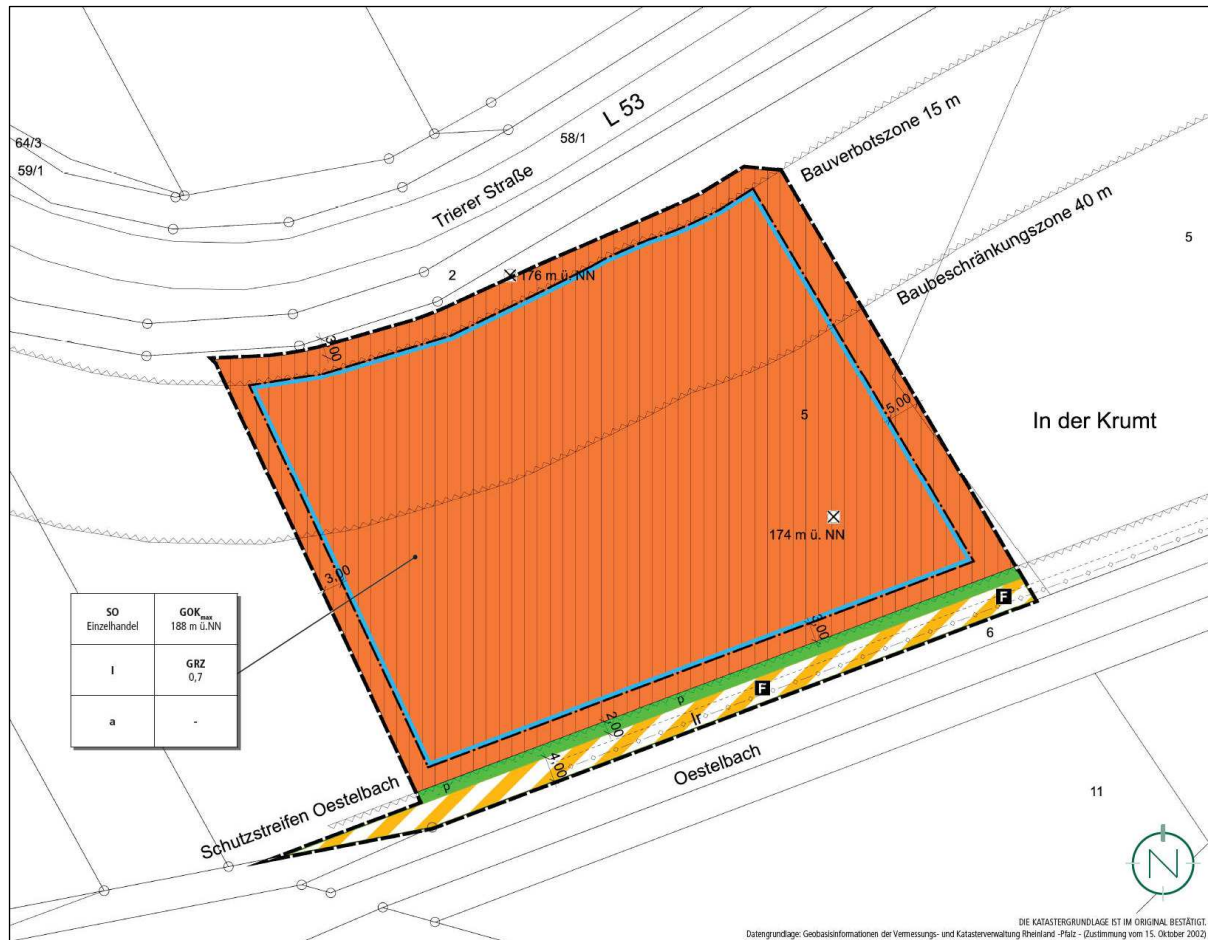 64/3
59/1
L 53
58/1
Trierer Straße
Bauverbotszone 15 m
Baubeschränkungszone 40 m
5
2
176 m ü. NN
3,00
5
5,00
In der Krumt
174 m ü. NN
3,00
SO
Einzelhandel
GOKmax
188 m ü.NN
I
GRZ
0,7
a
-
3,00
F
6
F
p
lr
2,00
4,00
p
Oestelbach
Schutzstreifen Oestelbach
11
N
DIE KATASTERGRUNDLAGE IST IM ORIGINAL BESTÄTIGT.
Datengrundlage: Geobasisinformationen der Vermessungs- und Katasterverwaltung Rheinland -Pfalz - (Zustimmung vom 15. Oktober 2002)